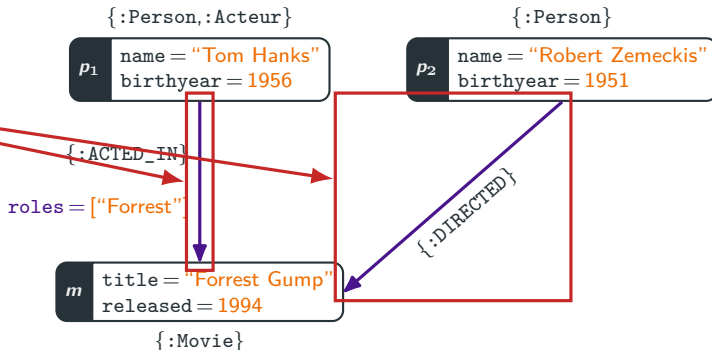 {:Person,:Acteur}
{:Person}
p₁
name = “Tom Hanks”
birthyear = 1956
p₂
name = “Robert Zemeckis”
birthyear = 1951
{:ACTED_IN}
roles = [“Forrest”]
{:DIRECTED}
m
title = “Forrest Gump”
released = 1994
{:Movie}